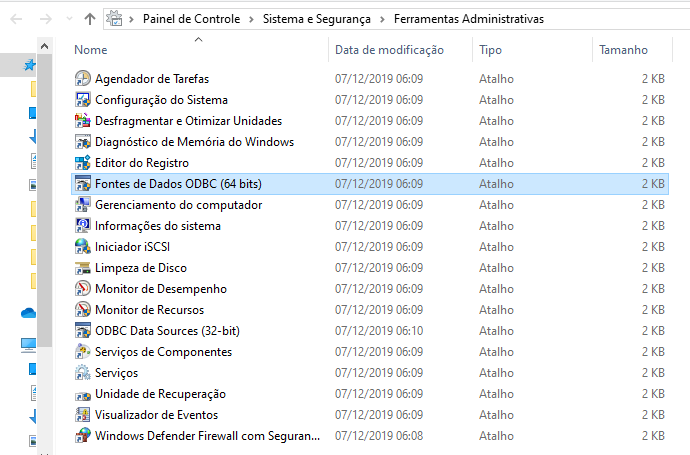 Painel de Controle > Sistema e Segurança > Ferramentas Administrativas
Nome Data de modificação Tipo Tamanho
Agendador de Tarefas 07/12/2019 06:09 Atalho 2 KB
Configuração do Sistema 07/12/2019 06:09 Atalho 2 KB
Desfragmentar e Otimizar Unidades 07/12/2019 06:09 Atalho 2 KB
Diagnóstico de Memória do Windows 07/12/2019 06:09 Atalho 2 KB
Editor do Registro 07/12/2019 06:09 Atalho 2 KB
Fontes de Dados ODBC (64 bits) 07/12/2019 06:09 Atalho 2 KB
Gerenciamento do computador 07/12/2019 06:09 Atalho 2 KB
Informações do sistema 07/12/2019 06:09 Atalho 2 KB
Iniciador iSCSI 07/12/2019 06:09 Atalho 2 KB
Limpeza de Disco 07/12/2019 06:09 Atalho 2 KB
Monitor de Desempenho 07/12/2019 06:09 Atalho 2 KB
Monitor de Recursos 07/12/2019 06:09 Atalho 2 KB
ODBC Data Sources (32-bit) 07/12/2019 06:10 Atalho 2 KB
Serviços de Componentes 07/12/2019 06:09 Atalho 2 KB
Serviços 07/12/2019 06:09 Atalho 2 KB
Unidade de Recuperação 07/12/2019 06:09 Atalho 2 KB
Visualizador de Eventos 07/12/2019 06:09 Atalho 2 KB
Windows Defender Firewall com Seguran... 07/12/2019 06:08 Atalho 2 KB